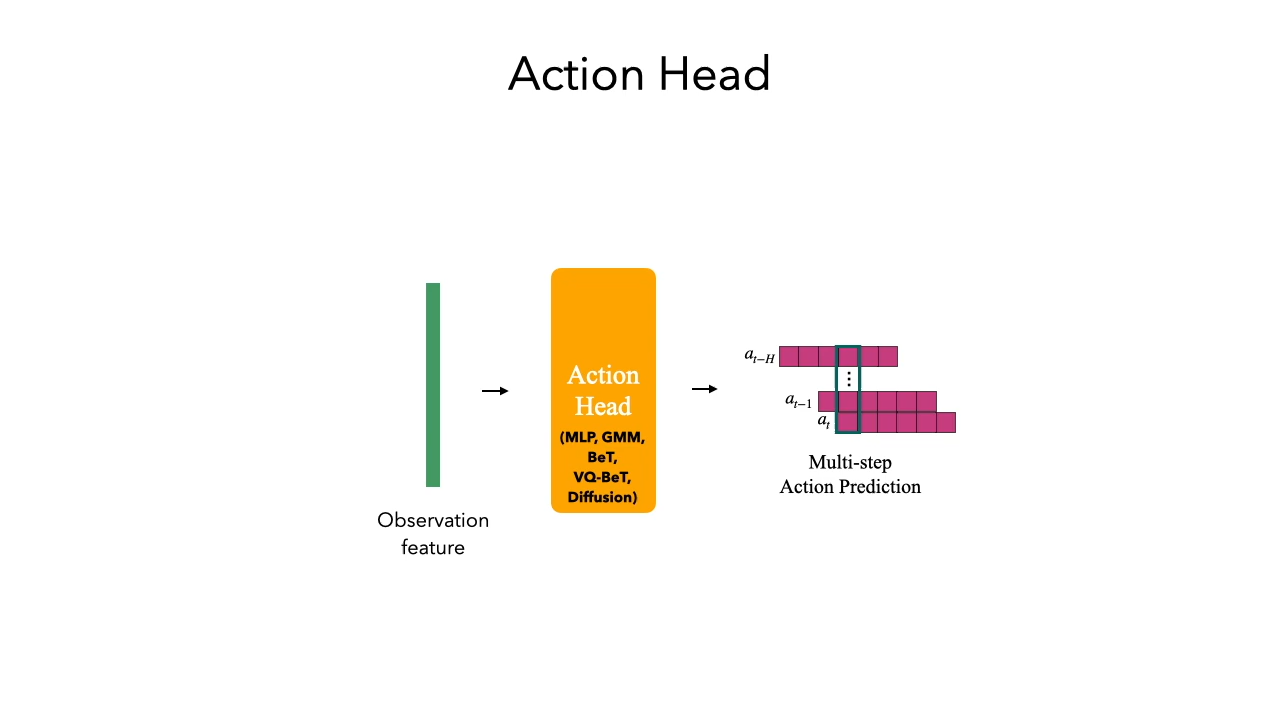 Action Head
Observation
feature
Action
Head
(MLP, GMM,
BeT,
VQ-BeT,
Diffusion)
a_{t−H}
⋮
a_{t−1}
a_t
Multi-step
Action Prediction